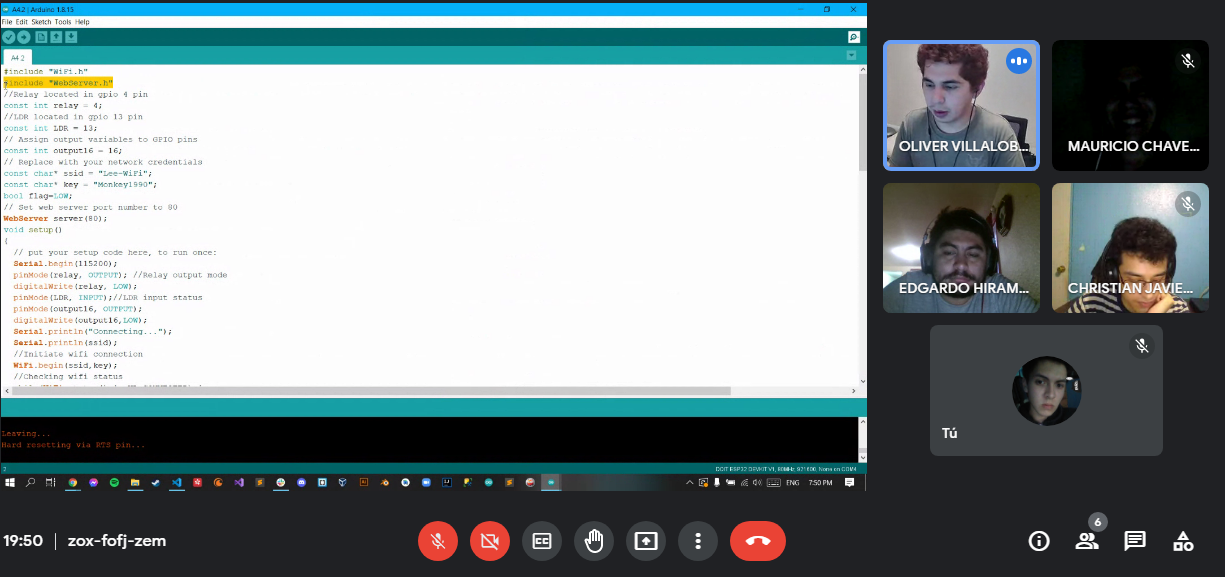 A4.2 | Arduino 1.8.15
File Edit Sketch Tools Help
A4.2
#include "WiFi.h"
#include "WebServer.h"
//Relay located in gpio 4 pin
const int relay = 4;
//LDR located in gpio 13 pin
const int LDR = 13;
// Assign output variables to GPIO pins
const int output16 = 16;
// Replace with your network credentials
const char* ssid = "Lee-WiFi";
const char* key = "Monkey1990";
bool flag=LOW;
// Set web server port number to 80
WebServer server(80);
void setup()
{
// put your setup code here, to run once:
Serial.begin(115200);
pinMode(relay, OUTPUT); //Relay output mode
digitalWrite(relay, LOW);
pinMode(LDR, INPUT);//LDR input status
pinMode(output16, OUTPUT);
digitalWrite(output16,LOW);
Serial.println("Connecting...");
Serial.println(ssid);
//Initiate wifi connection
WiFi.begin(ssid,key);
//Checking wifi status
Leaving...
Hard resetting via RTS pin...
2
DOIT ESP32 DEVKIT V1, 80MHz, 921600, None on COM4
ENG
7:50 PM
OLIVER VILLALOB...
MAURICIO CHAVE...
EDGARDO HIRAM...
CHRISTIAN JAVIE...
Tú
19:50 | zox-fofj-zem
6